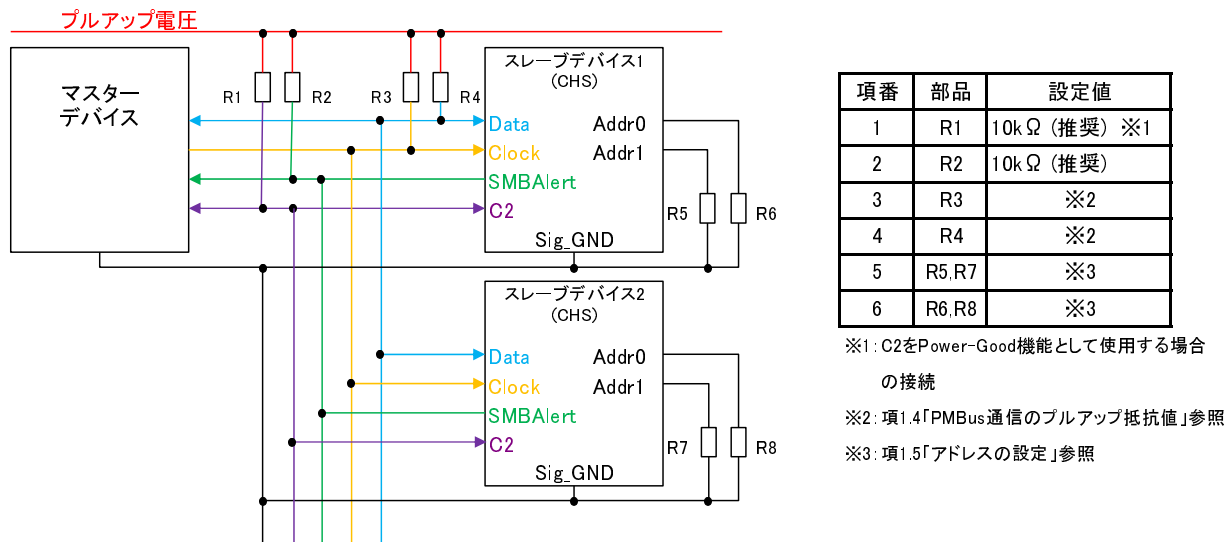 プルアップ電圧
マスター
デバイス
R1
R2
R3
R4
スレーブデバイス1
(CHS)
Data
Clock
SMBAlert
C2
Addr0
Addr1
Sig_GND
R5
R6
スレーブデバイス2
(CHS)
Data
Clock
SMBAlert
C2
Addr0
Addr1
Sig_GND
R7
R8
項番 部品 設定値
1 R1 10kΩ (推奨) ※1
2 R2 10kΩ (推奨)
3 R3 ※2
4 R4 ※2
5 R5,R7 ※3
6 R6,R8 ※3
※1: C2をPower-Good機能として使用する場合
の接続
※2: 項1.4「PMBus通信のプルアップ抵抗値」参照
※3: 項1.5「アドレスの設定」参照